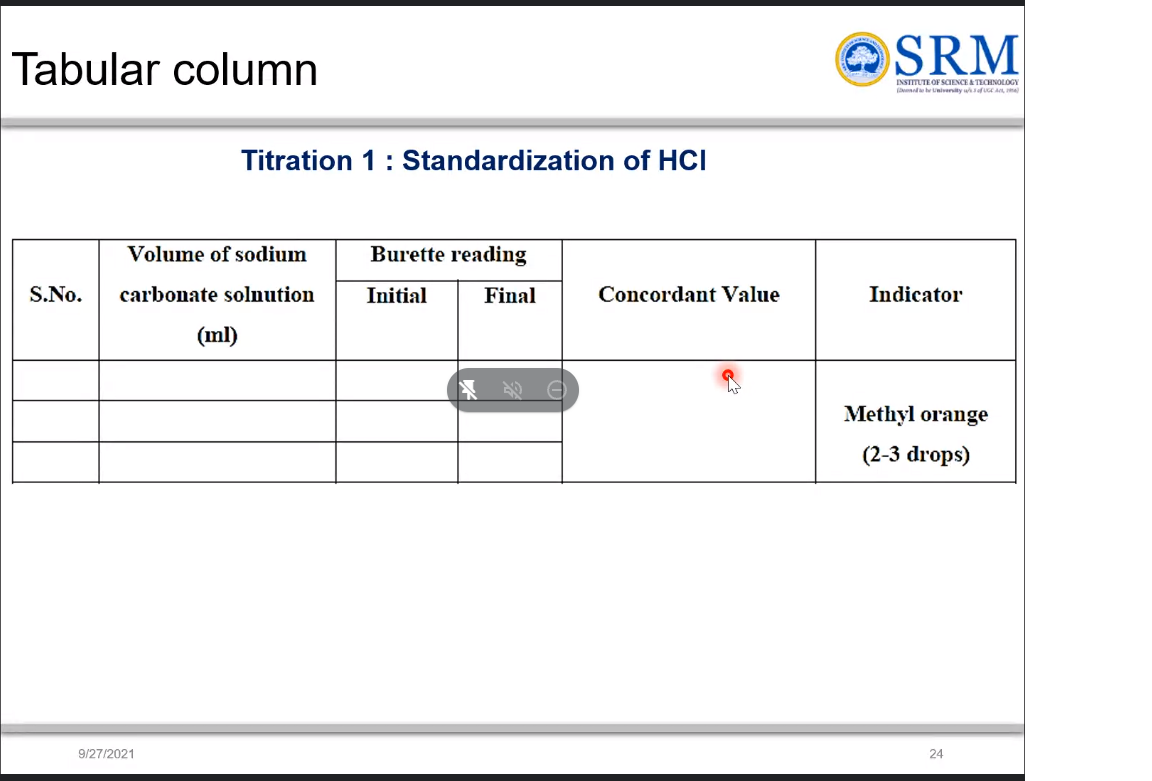 Tabular column
SRM
INSTITUTE OF SCIENCE & TECHNOLOGY
(Deemed to be University u/s 3 of UGC Act, 1956)
Titration 1 : Standardization of HCl
S.No.
Volume of sodium
carbonate solnution
(ml)
Burette reading
Initial
Final
Concordant Value
Indicator
Methyl orange
(2-3 drops)
9/27/2021
24